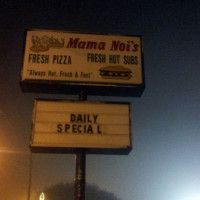 Mama Noi's
FRESH PIZZA
FRESH HOT SUBS
"Always Hot, Fresh & Fast"
DAILY
SPECIAL